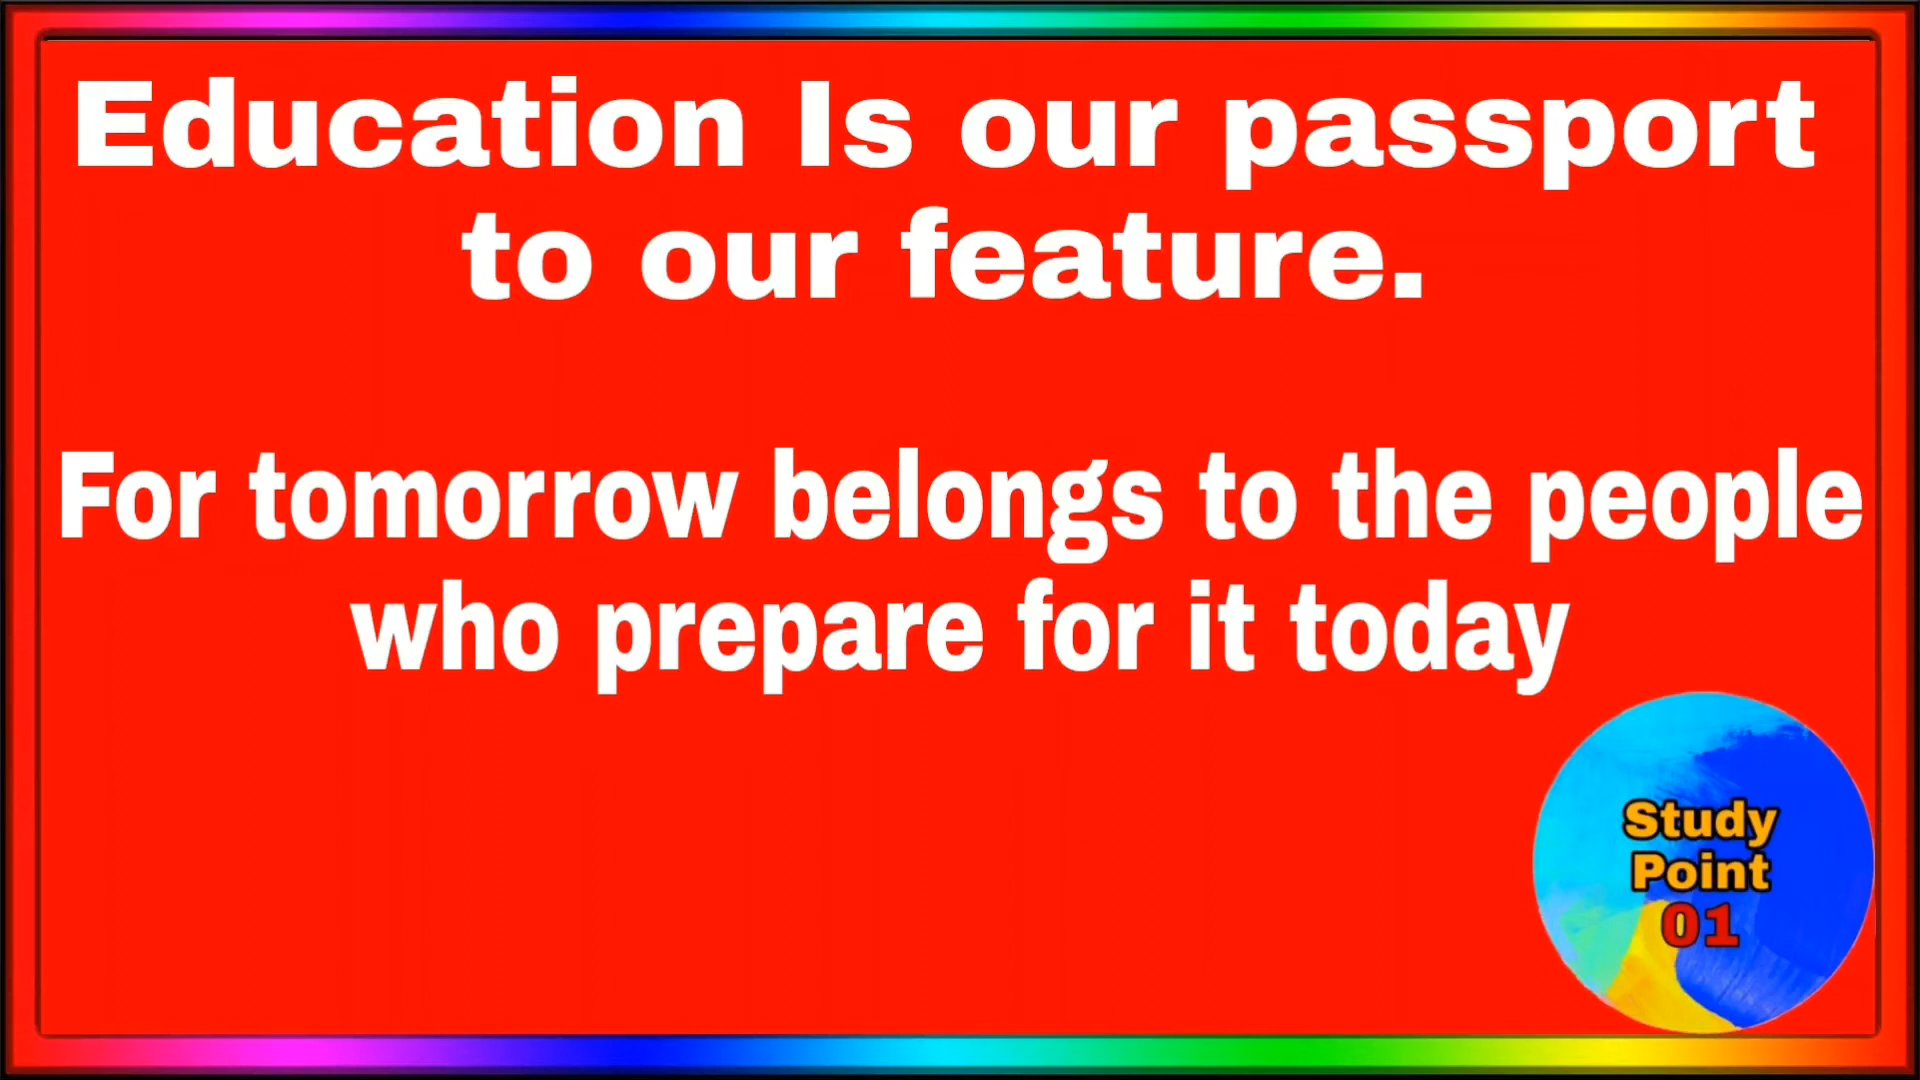 Education Is our passport
to our feature.
For tomorrow belongs to the people
who prepare for it today
Study
Point
01